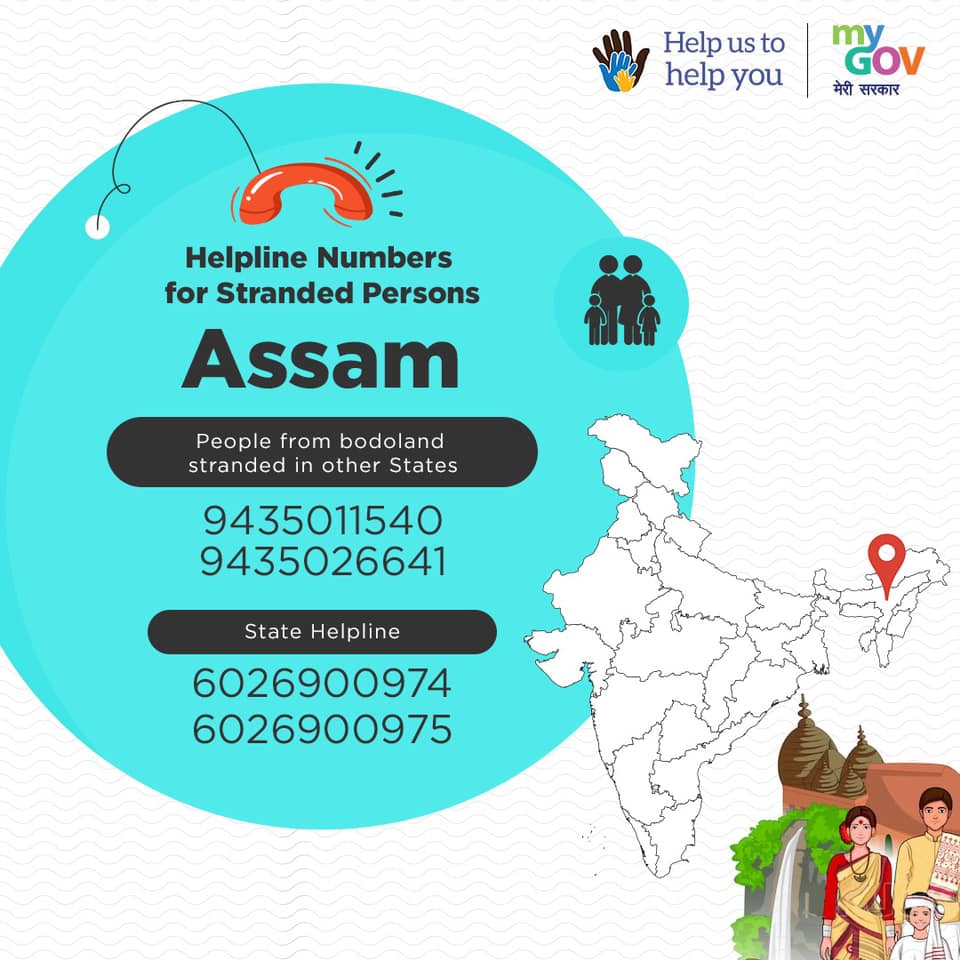 Help us to
help you
my
GOV
मेरी सरकार
Helpline Numbers
for Stranded Persons
Assam
People from bodoland
stranded in other States
9435011540
9435026641
State Helpline
6026900974
6026900975